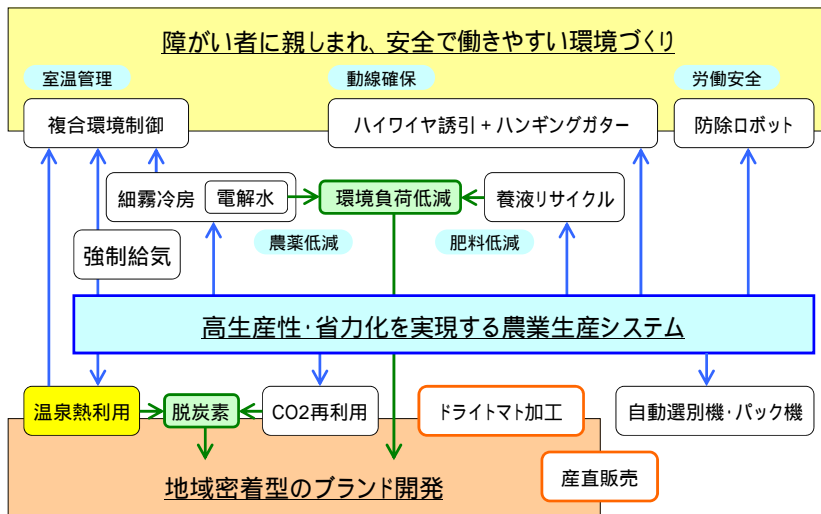 障がい者に親しまれ、安全で働きやすい環境づくり
室温管理
動線確保
労働安全
複合環境制御
ハイワイヤ誘引 + ハンギングガター
防除ロボット
細霧冷房
電解水
環境負荷低減
養液リサイクル
農薬低減
肥料低減
強制給気
高生産性・省力化を実現する農業生産システム
温泉熱利用
脱炭素
CO2再利用
ドライトマト加工
自動選別機・パック機
地域密着型のブランド開発
産直販売